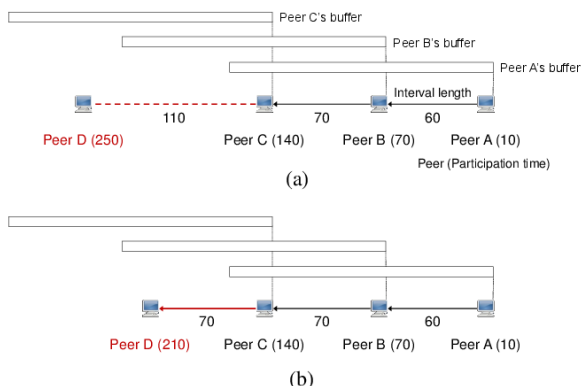 Peer C's buffer
Peer B's buffer
Peer A's buffer
Interval length
110
70
60
Peer D (250)
Peer C (140)
Peer B (70)
Peer A (10)
Peer (Participation time)
(a)
70
70
60
Peer D (210)
Peer C (140)
Peer B (70)
Peer A (10)
(b)